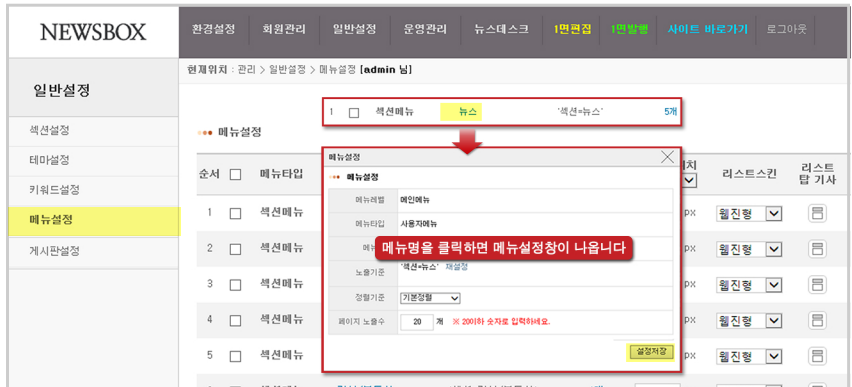 NEWSBOX
환경설정 회원관리 일반설정 운영관리 뉴스데스크 1면편집 1면발행 사이트 바로가기 로그아웃
현재위치 : 관리 > 일반설정 > 메뉴설정 [admin 님]
일반설정
섹션설정
테마설정
키워드설정
메뉴설정
게시판설정
1 섹션메뉴 뉴스 '섹션=뉴스' 5개
메뉴설정
순서 메뉴타입 리스트스킨 리스트
탑 기사
1 섹션메뉴 px 웹진형
2 섹션메뉴 px 웹진형
3 섹션메뉴 px 웹진형
4 섹션메뉴 px 웹진형
5 섹션메뉴 px 웹진형
메뉴설정
메뉴설정
메뉴레벨 메인메뉴
메뉴타입 사용자메뉴
메뉴명을 클릭하면 메뉴설정창이 나옵니다
노출기준 '섹션=뉴스' 재설정
정렬기준 기본정렬
페이지 노출수 20 개 ※ 20이하 숫자로 입력하세요.
설정저장